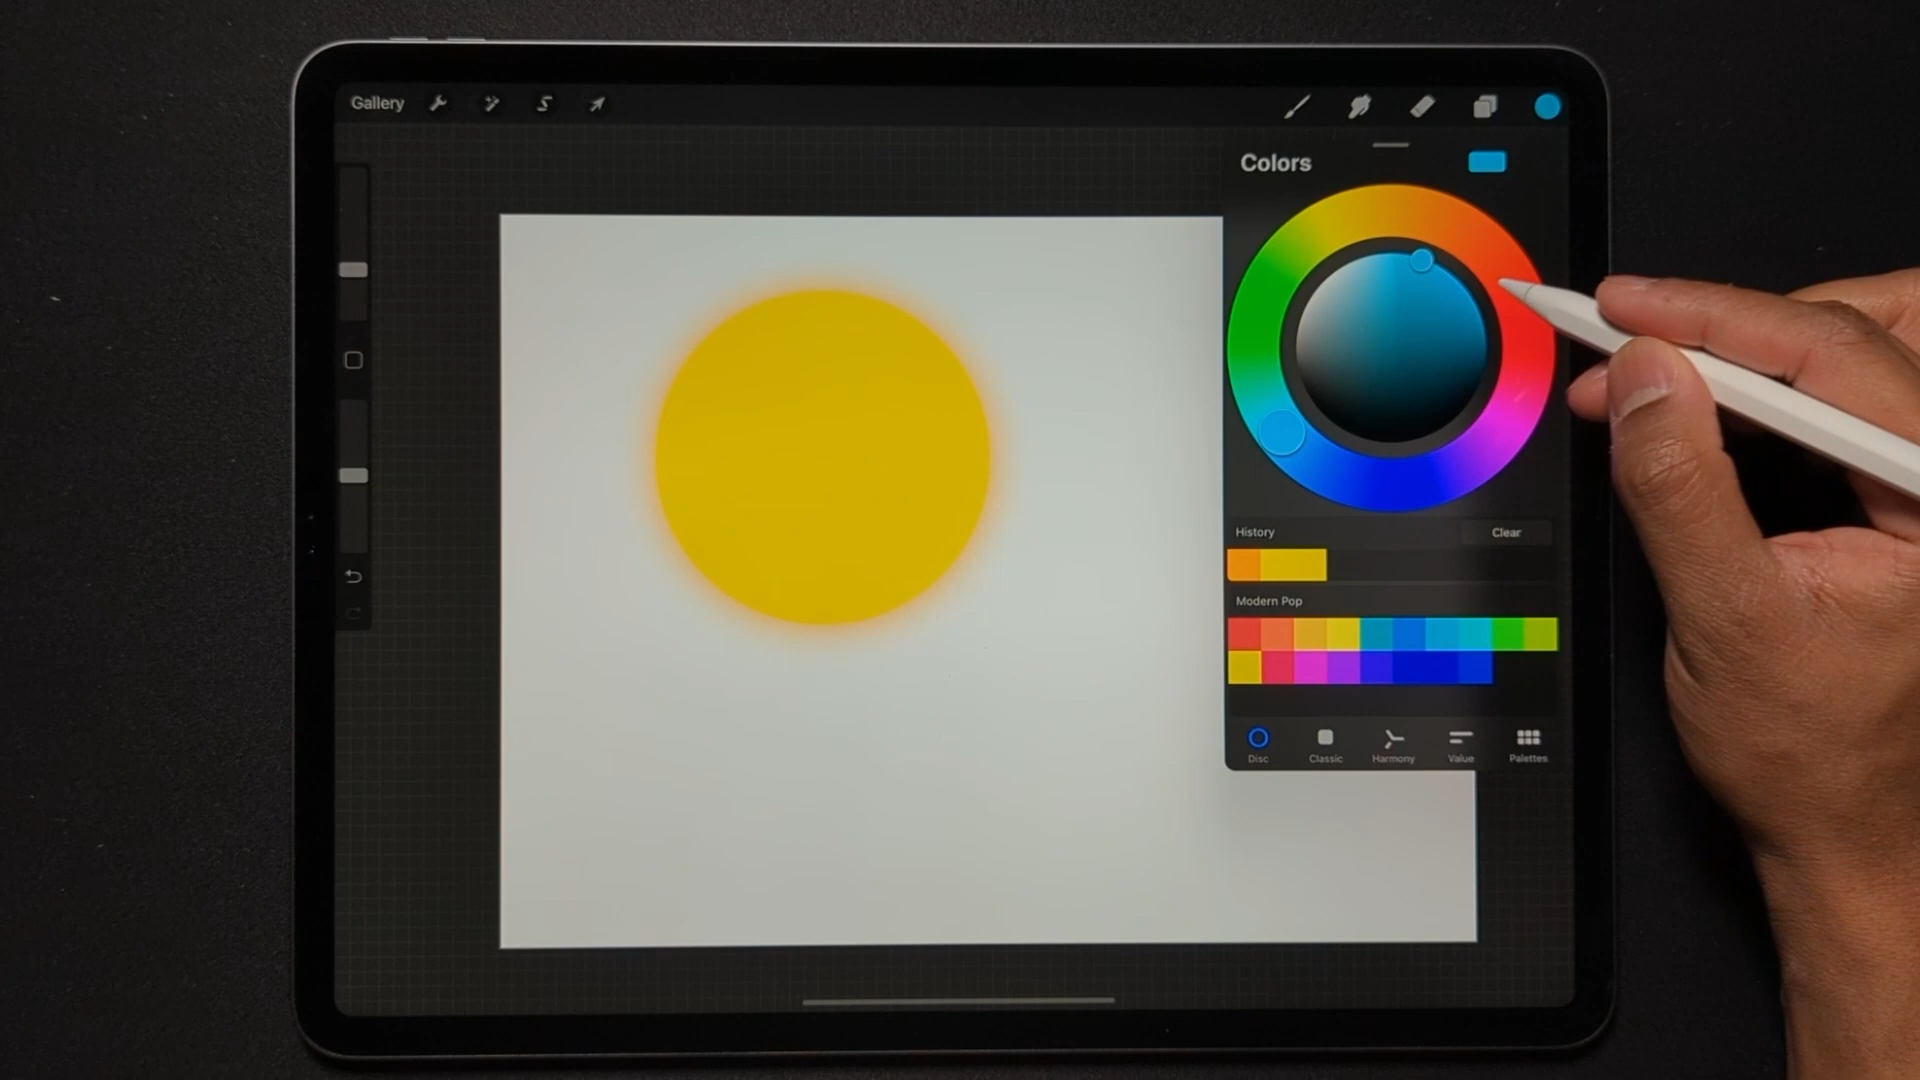 Gallery
Colors
History
Clear
Modern Pop
Disc
Classic
Harmony
Value
Palettes